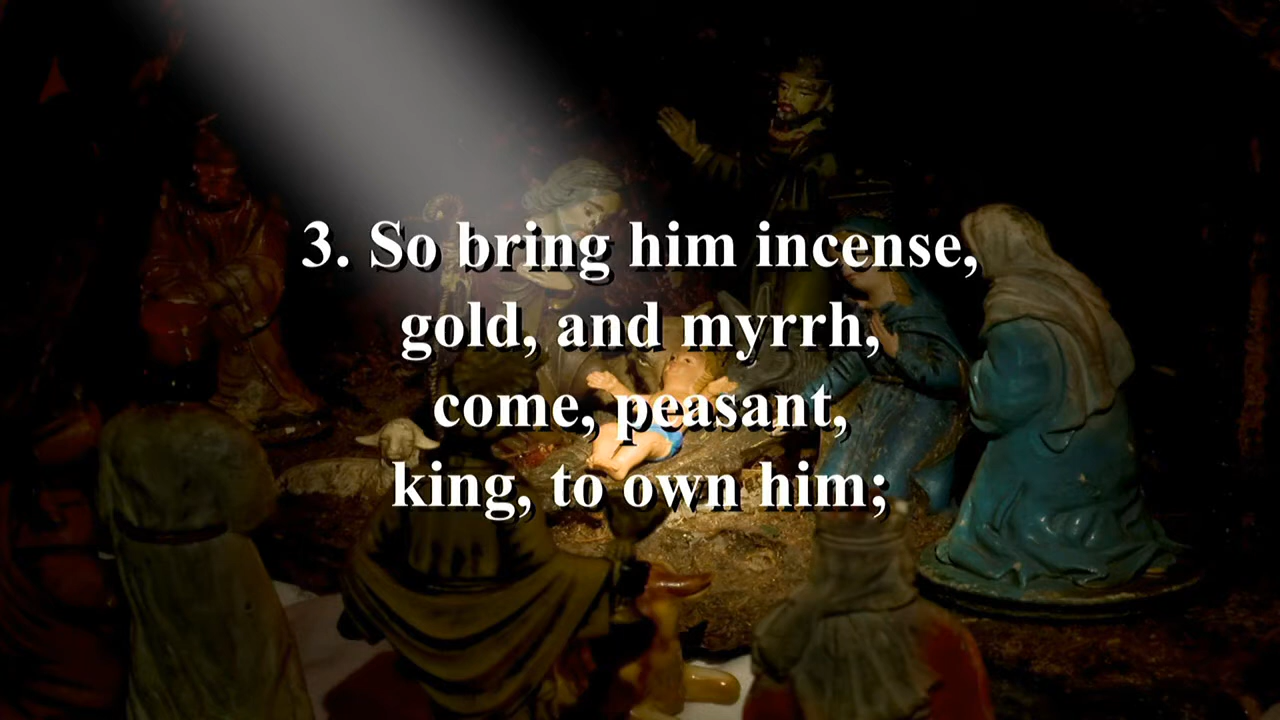 3. So bring him incense,
gold, and myrrh,
come, peasant,
king, to own him;